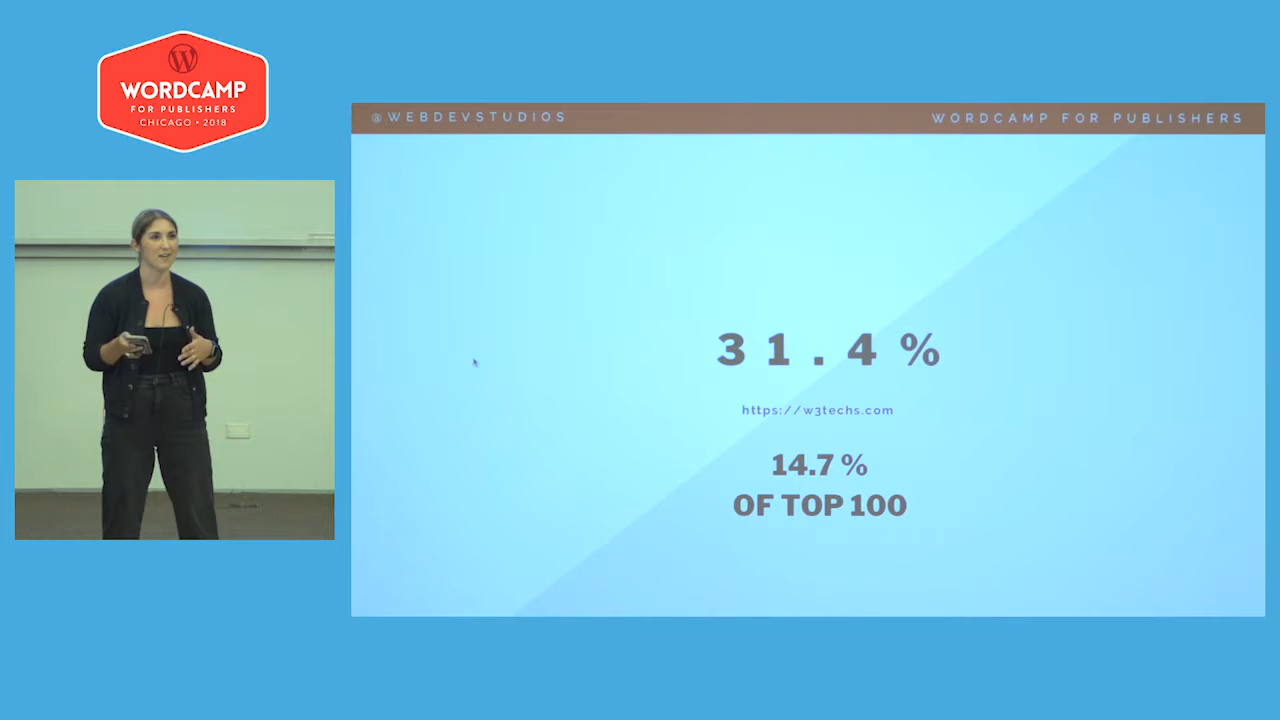 WORDCAMP
FOR PUBLISHERS
CHICAGO • 2018
@WEBDEVSTUDIOS
WORDCAMP FOR PUBLISHERS
31.4%
https://w3techs.com
14.7 %
OF TOP 100